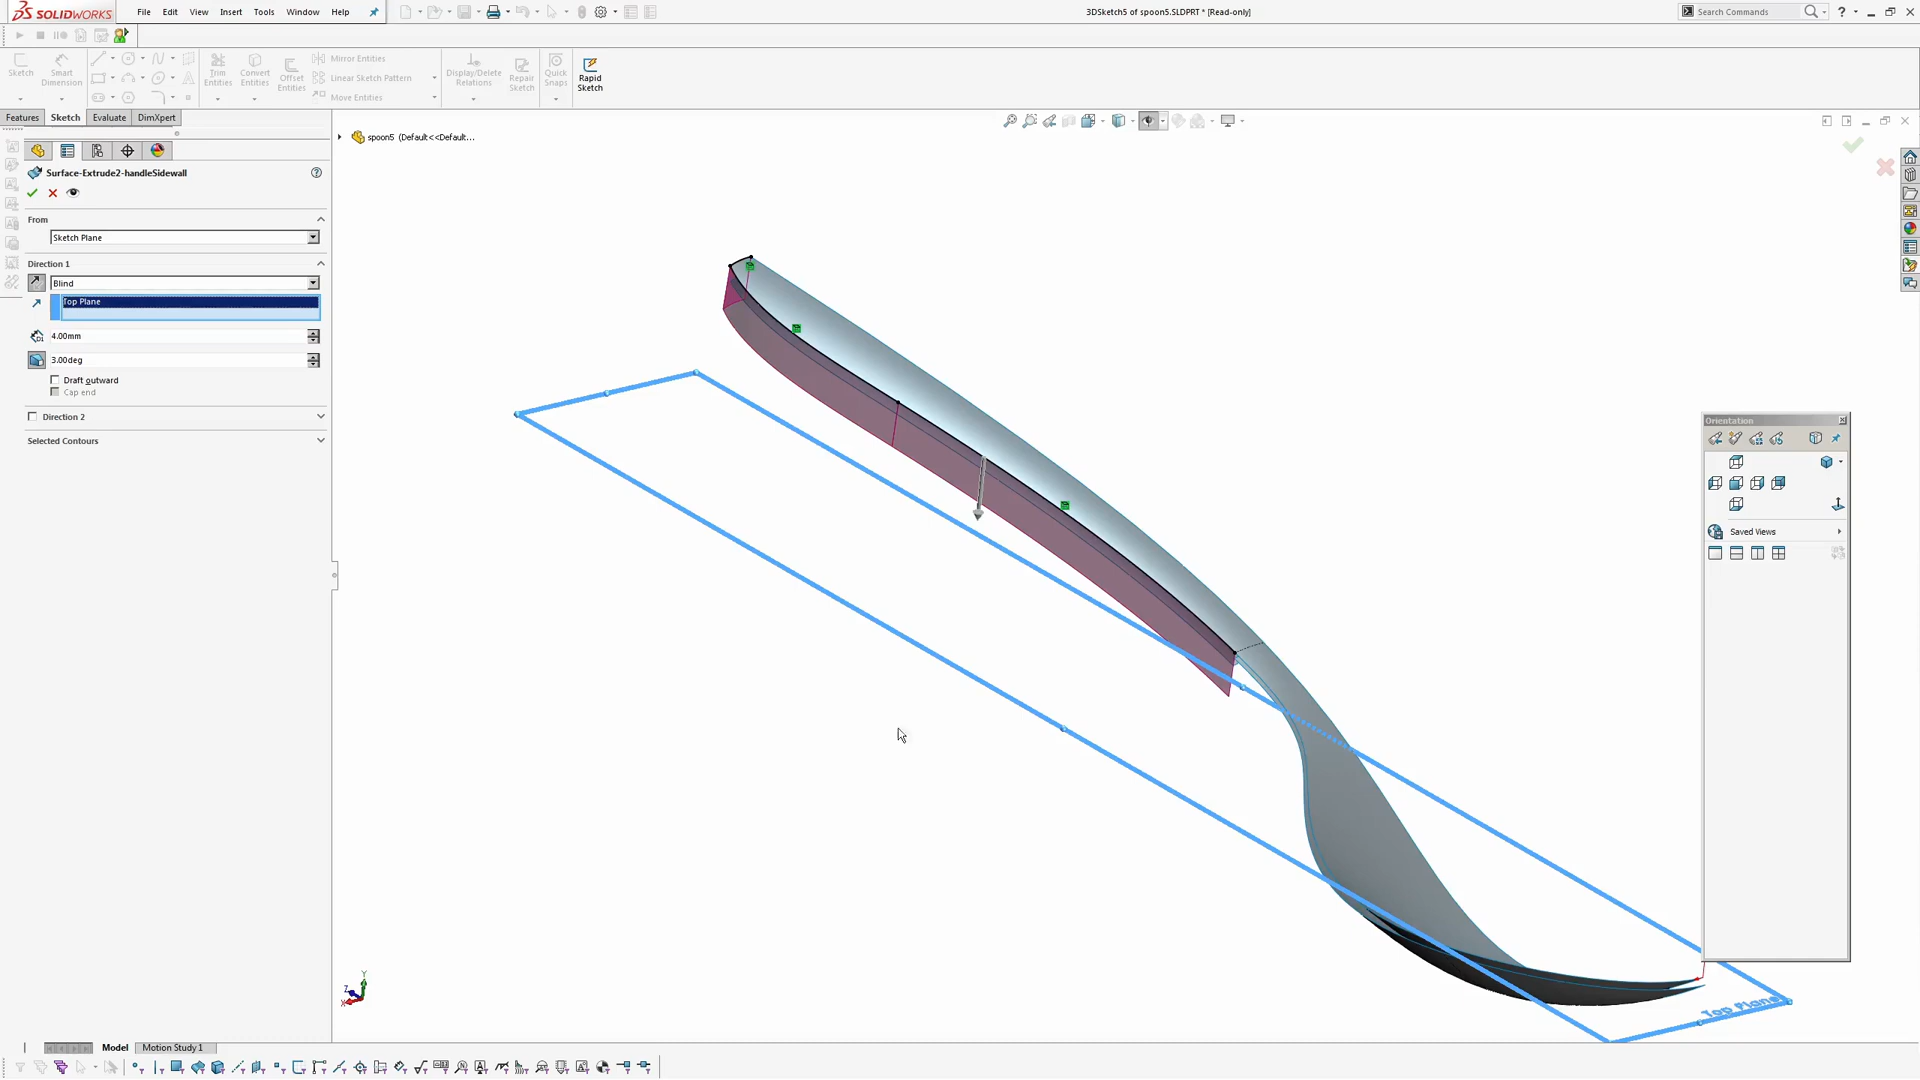 SOLIDWORKS
File Edit View Insert Tools Window Help
3DSketch5 of spoon5.SLDPRT * [Read-only]
Search Commands
Sketch
Smart Dimension
Trim Entities
Convert Entities
Offset Entities
Mirror Entities
Linear Sketch Pattern
Move Entities
Display/Delete Relations
Repair Sketch
Quick Snaps
Rapid Sketch
Features Sketch Evaluate DimXpert
spoon5 (Default<<Default...
Surface-Extrude2-handleSidewall
From
Sketch Plane
Direction 1
Blind
Top Plane
4.00mm
3.00deg
Draft outward
Cap end
Direction 2
Selected Contours
Orientation
Saved Views
Top Plane
Y
Z
X
Model Motion Study 1